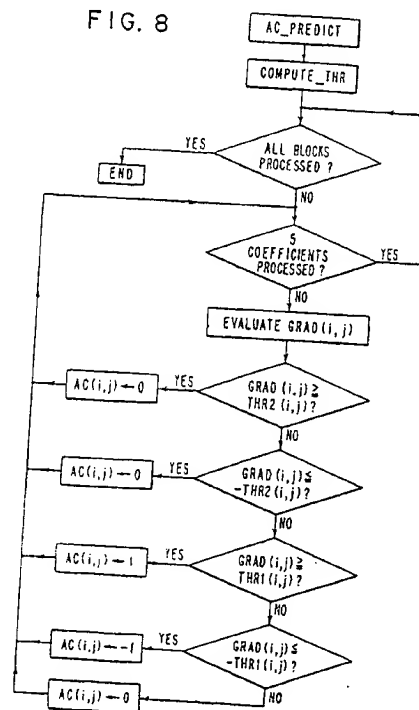 FIG. 8
AC_PREDICT
COMPUTE_THR
YES
ALL BLOCKS
PROCESSED ?
END
NO
5
COEFFICIENTS
PROCESSED ?
YES
NO
EVALUATE GRAD(i,j)
AC(i,j)←0
YES
GRAD(i,j)≧
THR2(i,j)?
NO
AC(i,j)←0
YES
GRAD(i,j)≦
-THR2(i,j)?
NO
AC(i,j)←1
YES
GRAD(i,j)≧
THR1(i,j)?
NO
AC(i,j)←-1
YES
GRAD(i,j)≦
-THR1(i,j)?
AC(i,j)←0
NO